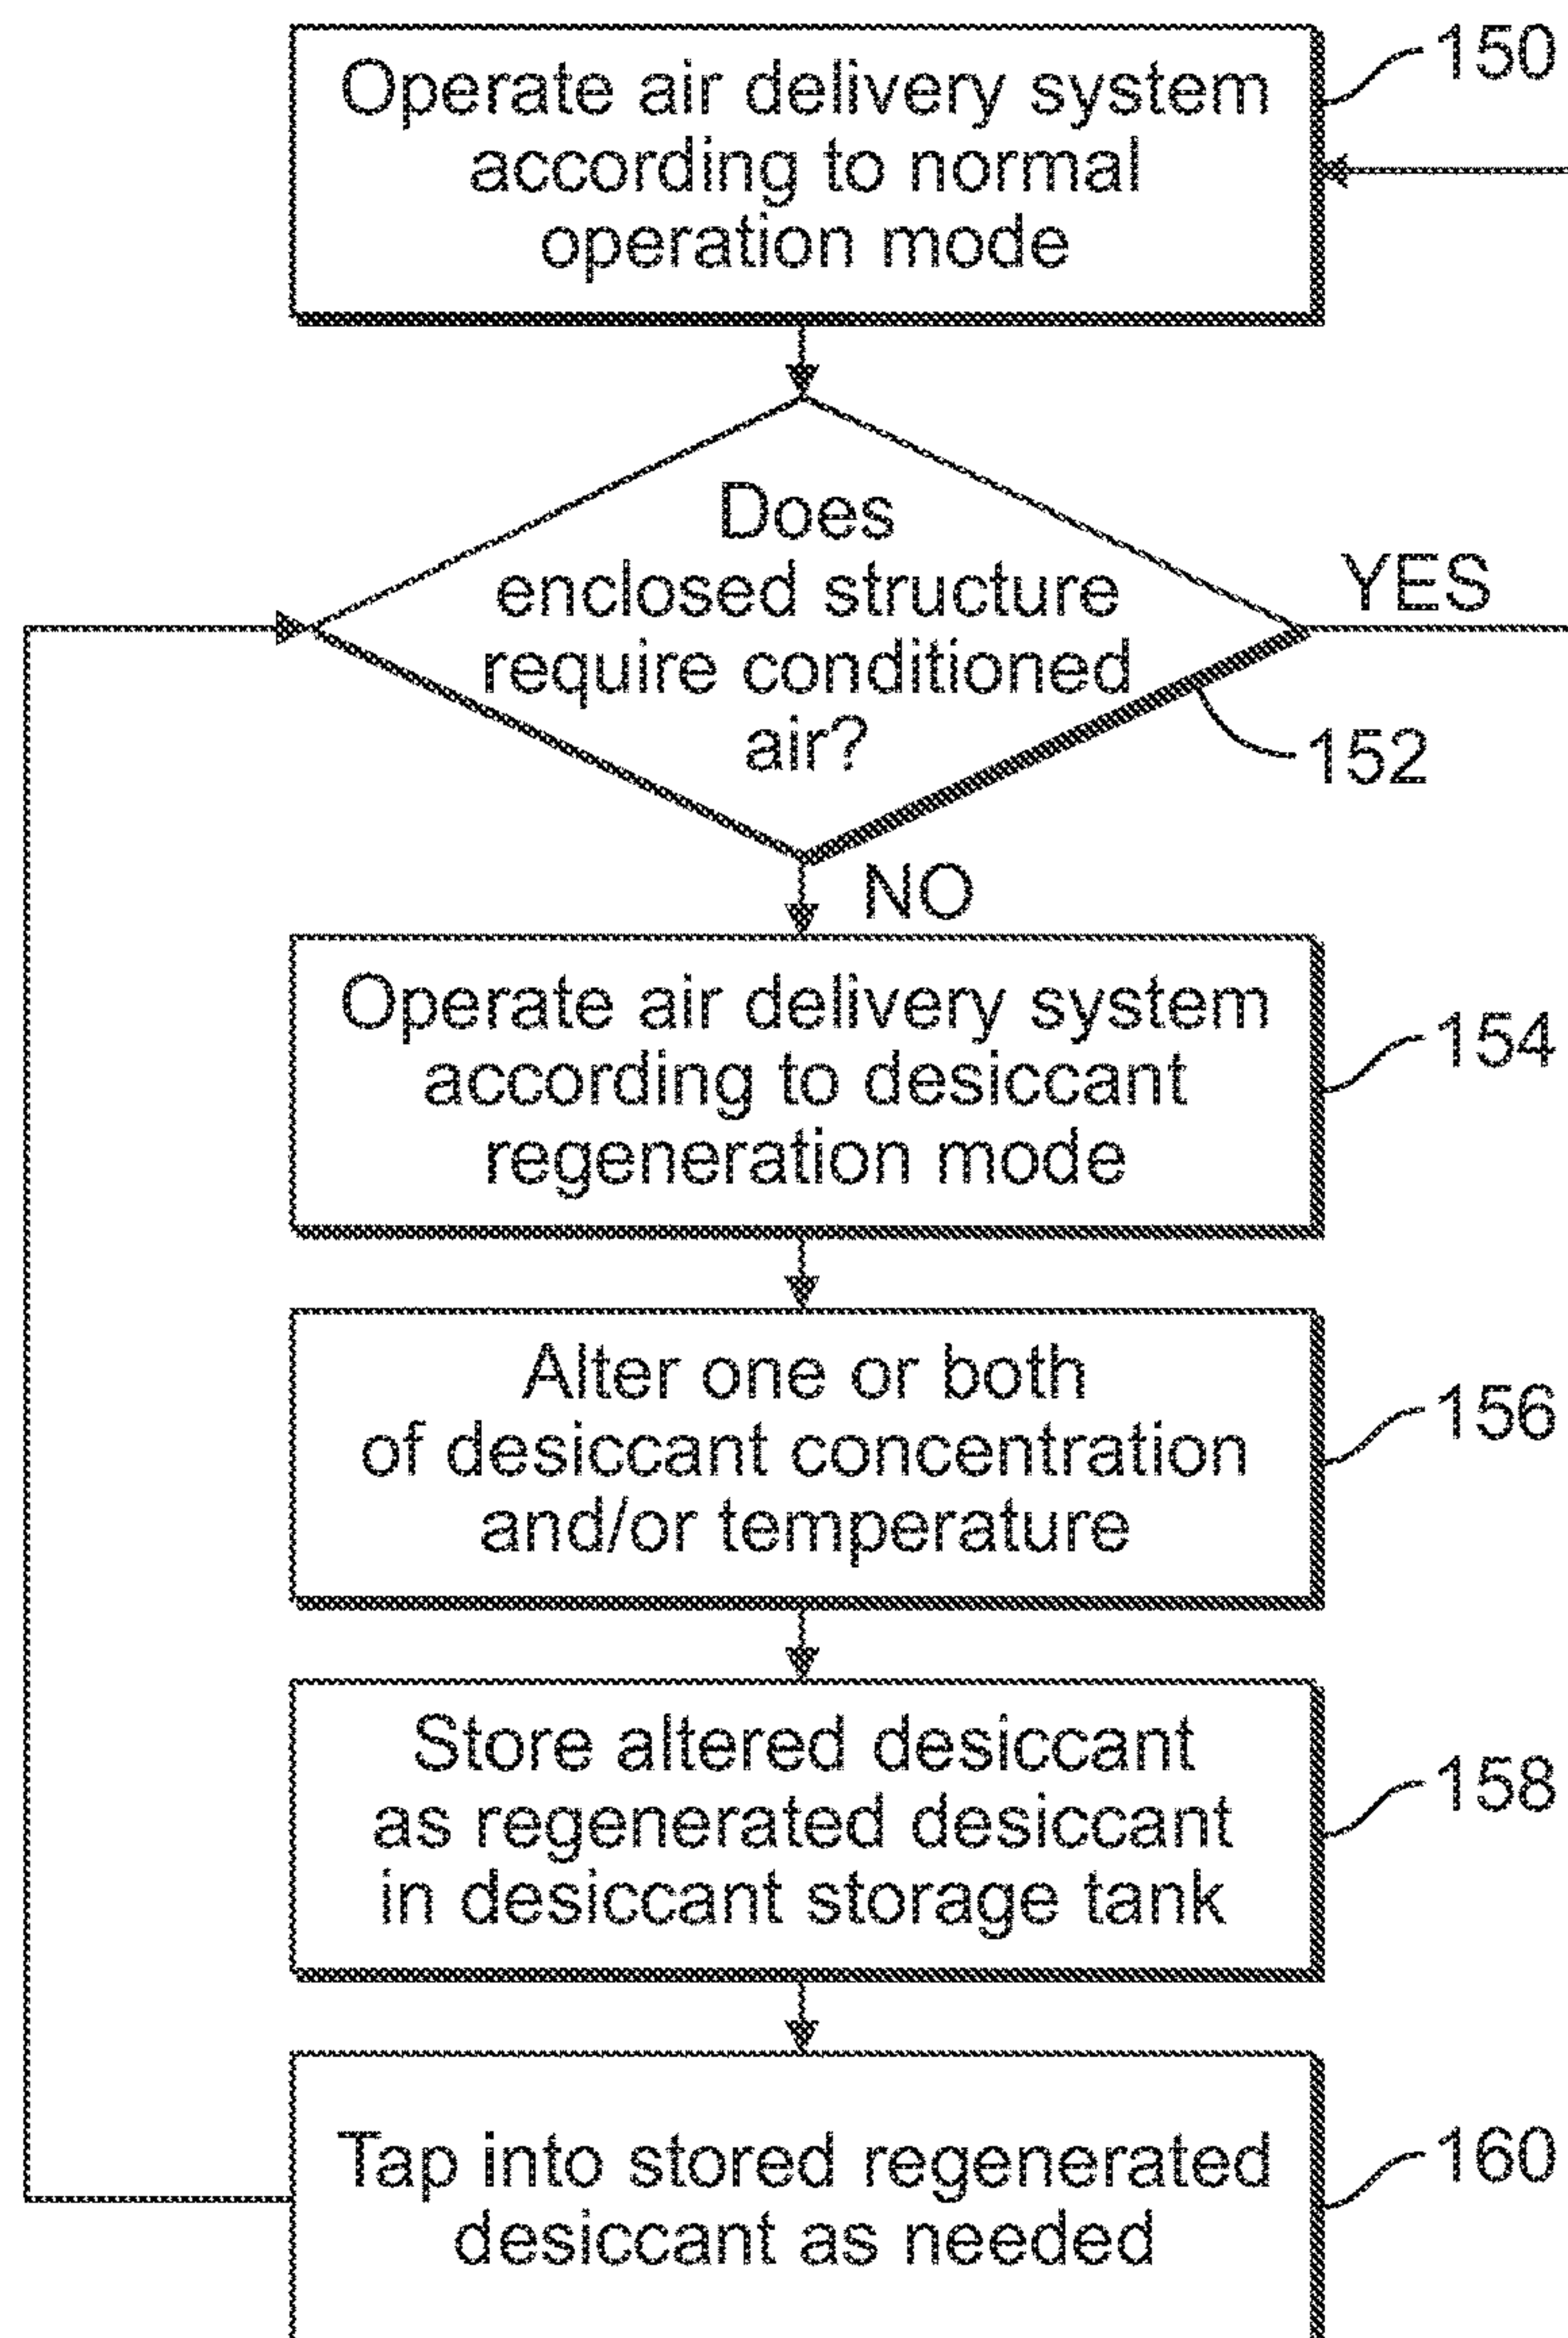 Operate air delivery system
according to normal
operation mode
150
Does
enclosed structure
require conditioned
air?
YES
152
NO
Operate air delivery system
according to desiccant
regeneration mode
154
Alter one or both
of desiccant concentration
and/or temperature
156
Store altered desiccant
as regenerated desiccant
in desiccant storage tank
158
Tap into stored regenerated
desiccant as needed
160